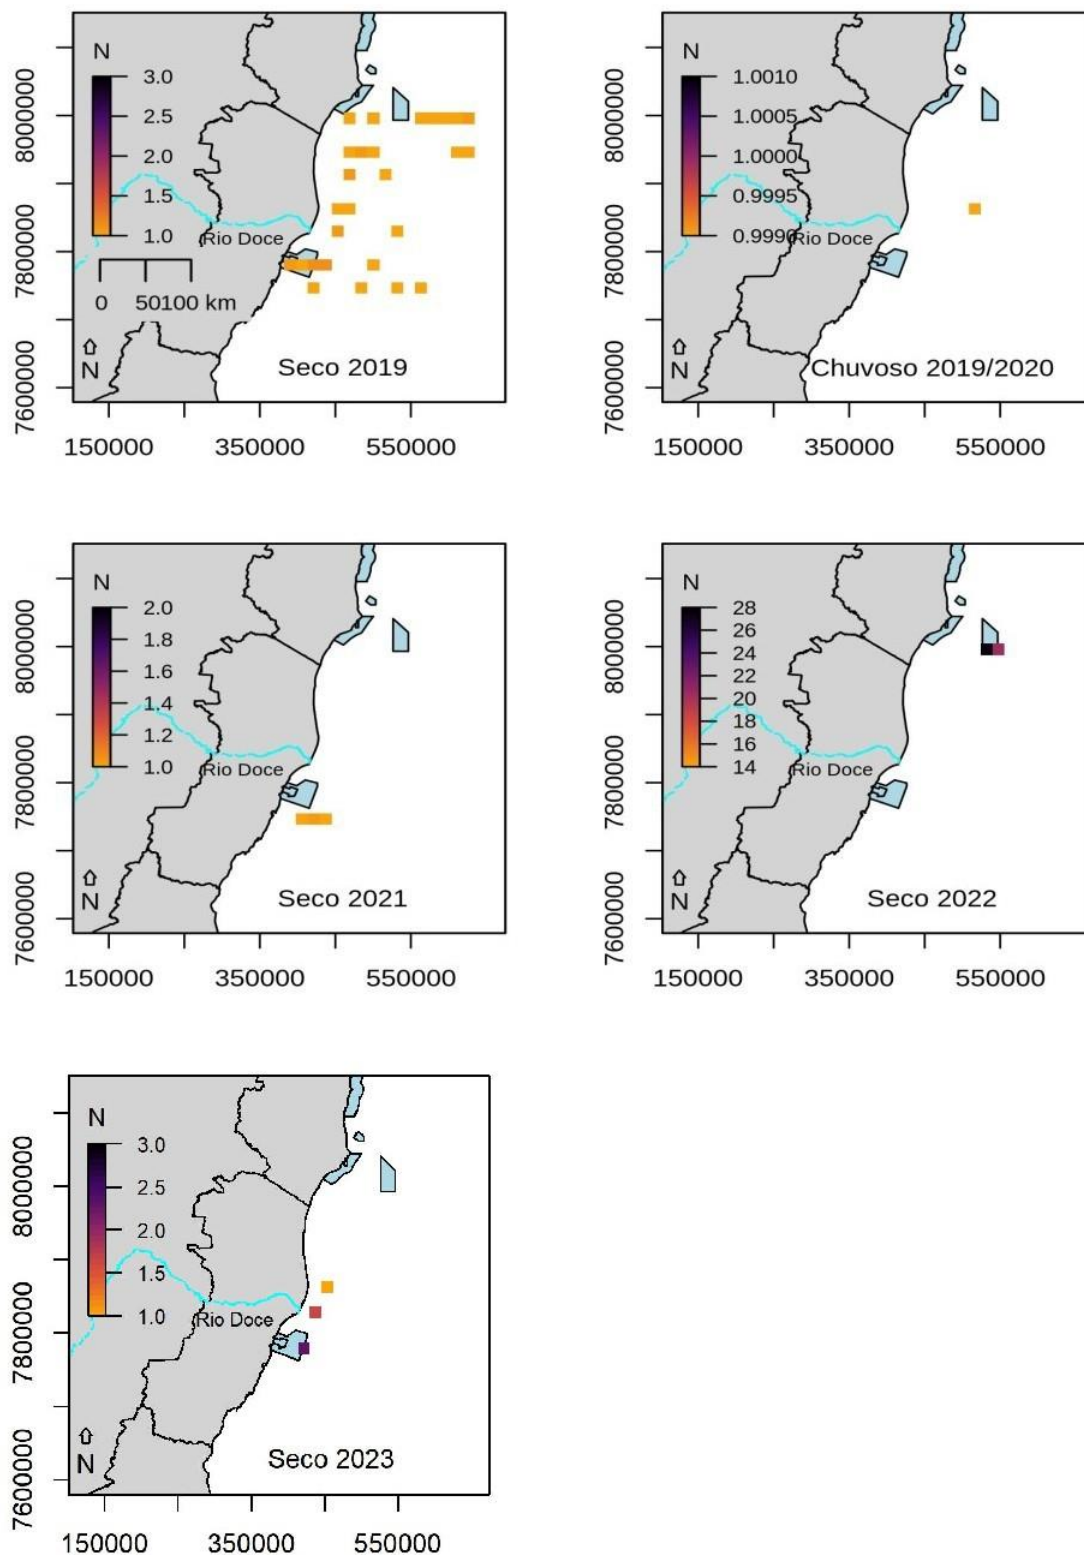 N
3.0
2.5
2.0
1.5
1.0
8000000
7800000
7600000
Rio Doce
0 50100 km
N
Seco 2019
150000 350000 550000
N
1.0010
1.0005
1.0000
0.9995
0.9990
8000000
7800000
7600000
Rio Doce
N
Chuvoso 2019/2020
150000 350000 550000
N
2.0
1.8
1.6
1.4
1.2
1.0
8000000
7800000
7600000
Rio Doce
N
Seco 2021
150000 350000 550000
N
28
26
24
22
20
18
16
14
8000000
7800000
7600000
Rio Doce
N
Seco 2022
150000 350000 550000
N
3.0
2.5
2.0
1.5
1.0
8000000
7800000
7600000
Rio Doce
N
Seco 2023
150000 350000 550000